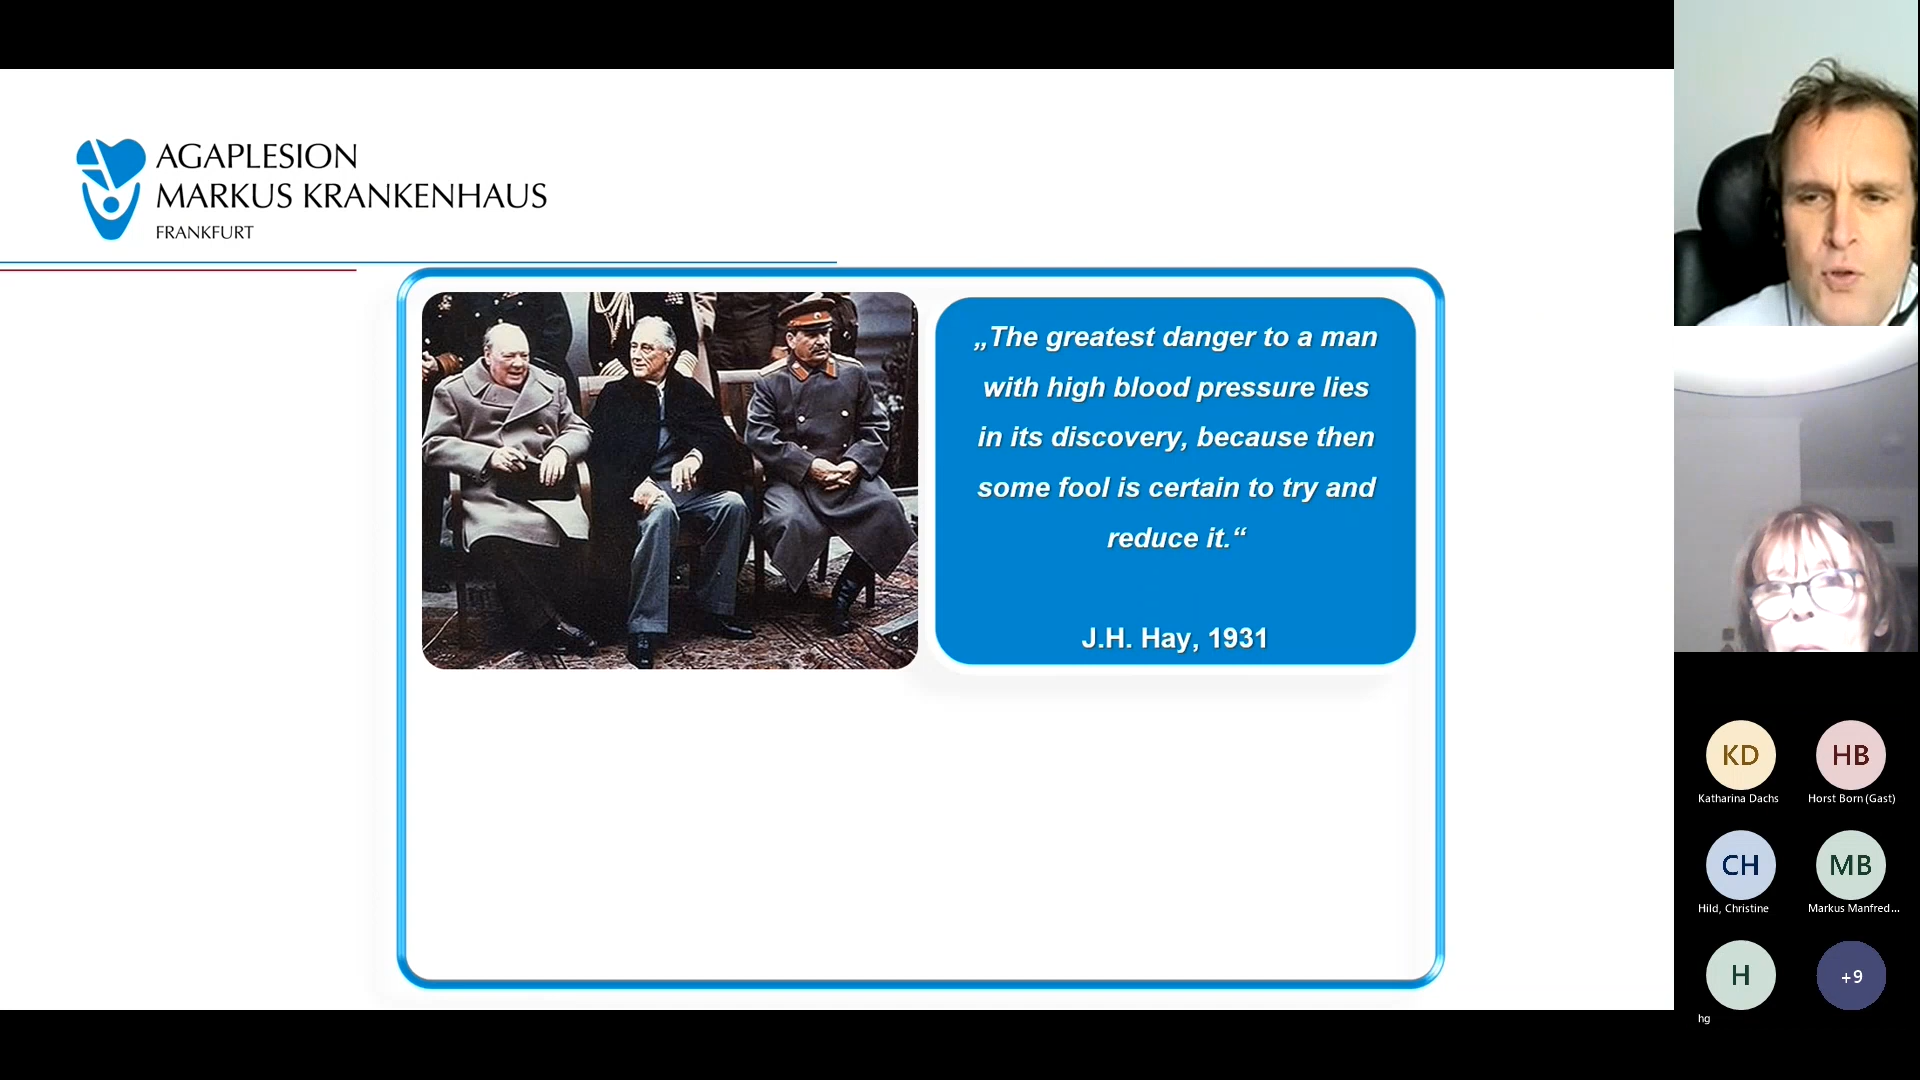 AGAPLESION
MARKUS KRANKENHAUS
FRANKFURT
„The greatest danger to a man
with high blood pressure lies
in its discovery, because then
some fool is certain to try and
reduce it.“
J.H. Hay, 1931
KD
Katharina Dachs
HB
Horst Born (Gast)
CH
Hild, Christine
MB
Markus Manfred...
H
hg
+9